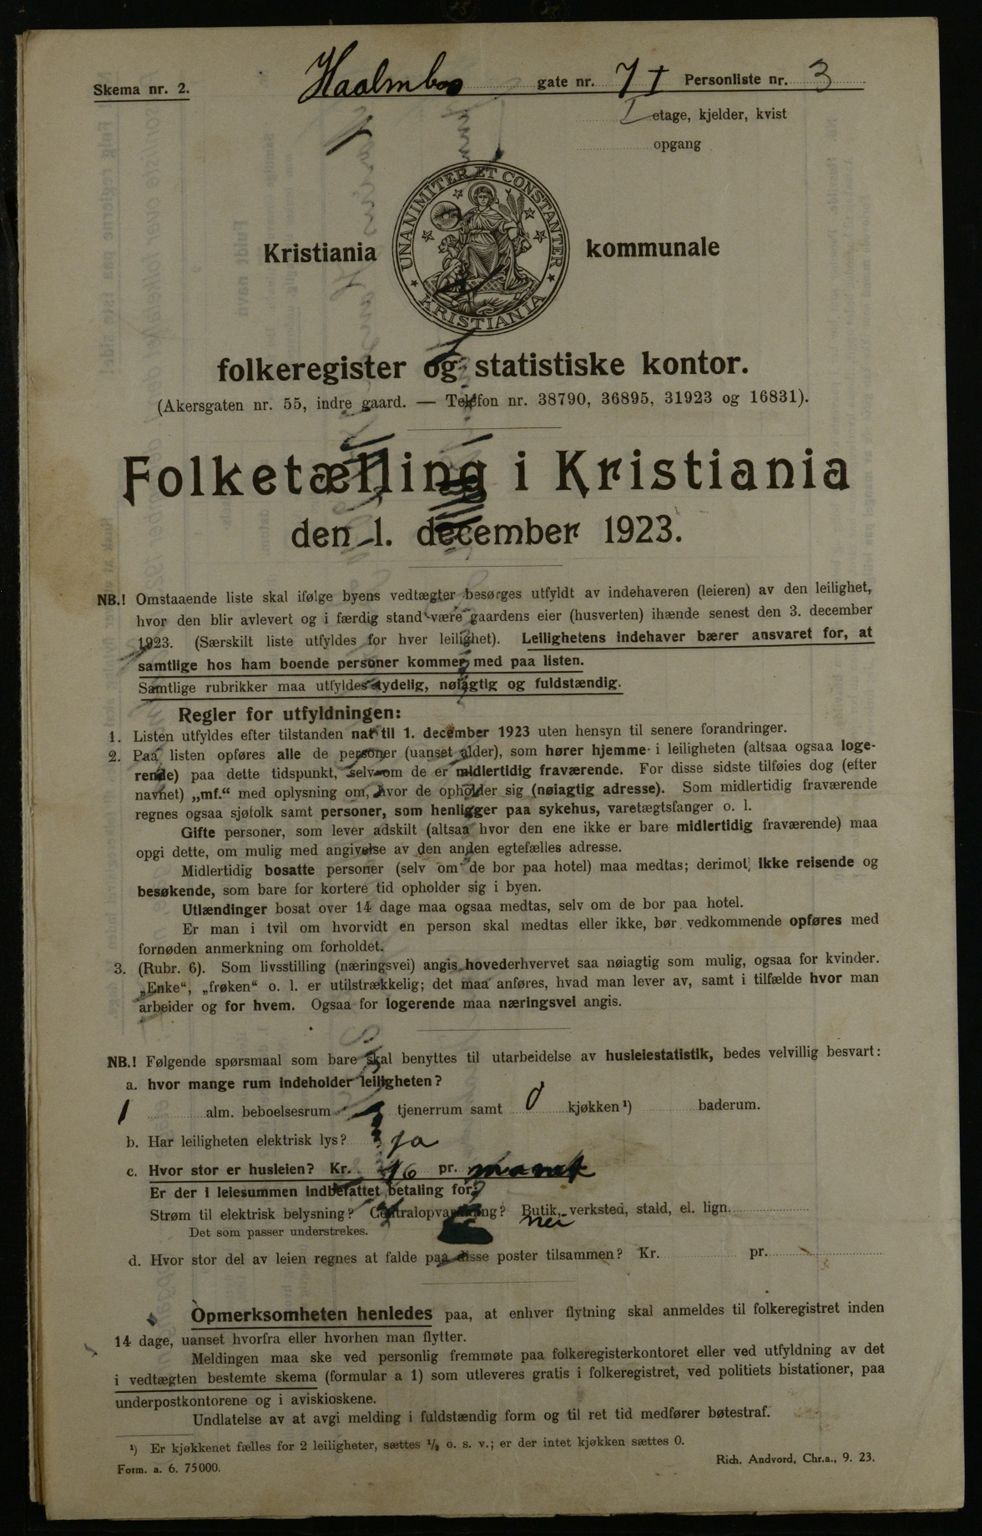 Skema nr. 2.
gate nr. 7 I Personliste nr. 3
I etage, kjelder, kvist
opgang
UNANIMITER ET CONSTANTER
KRISTIANIA
Kristiania kommunale
folkeregister og statistiske kontor.
(Akersgaten nr. 55, indre gaard. — Telefon nr. 38790, 36895, 31923 og 16831).
Folketælling i Kristiania
den 1. december 1923.
NB.! Omstaaende liste skal ifølge byens vedtægter besørges utfyldt av indehaveren (leieren) av den leilighet,
hvor den blir avlevert og i færdig stand være gaardens eier (husverten) ihænde senest den 3. december
1923. (Særskilt liste utfyldes for hver leilighet). Leilighetens indehaver bærer ansvaret for, at
samtlige hos ham boende personer kommer med paa listen.
Samtlige rubrikker maa utfyldes tydelig, nøiagtig og fuldstændig.
Regler for utfyldningen:
1. Listen utfyldes efter tilstanden nat til 1. december 1923 uten hensyn til senere forandringer.
2. Paa listen opføres alle de personer (uanset alder), som hører hjemme i leiligheten (altsaa ogsaa loge-
rende) paa dette tidspunkt, selv om de er midlertidig fraværende. For disse sidste tilføies dog (efter
navnet) „mf.“ med oplysning om, hvor de opholder sig (nøiagtig adresse). Som midlertidig fraværende
regnes ogsaa sjøfolk samt personer, som henligger paa sykehus, varetægtsfanger o. l.
Gifte personer, som lever adskilt (altsaa hvor den ene ikke er bare midlertidig fraværende) maa
opgi dette, om mulig med angivelse av den anden egtefælles adresse.
Midlertidig bosatte personer (selv om de bor paa hotel) maa medtas; derimot ikke reisende og
besøkende, som bare for kortere tid opholder sig i byen.
Utlændinger bosat over 14 dage maa ogsaa medtas, selv om de bor paa hotel.
Er man i tvil om hvorvidt en person skal medtas eller ikke, bør vedkommende opføres med
fornøden anmerkning om forholdet.
3. (Rubr. 6). Som livsstilling (næringsvei) angis hovederhvervet saa nøiagtig som mulig, ogsaa for kvinder.
„Enke“, „frøken“ o. l. er utilstrækkelig; det maa anføres, hvad man lever av, samt i tilfælde hvor man
arbeider og for hvem. Ogsaa for logerende maa næringsvei angis.
NB.! Følgende spørsmaal som bare skal benyttes til utarbeidelse av husleiestatistik, bedes velvillig besvart:
a. hvor mange rum indeholder leiligheten?
1 alm. beboelsesrum tjenerrum samt 0 kjøkken¹) baderum.
b. Har leiligheten elektrisk lys? ja
c. Hvor stor er husleien? Kr. 16 pr. manet
Er der i leiesummen indbefattet betaling for:
Strøm til elektrisk belysning? Centralopvarmning? Butik, verksted, stald, el. lign.
nei
Det som passer understrekes.
d. Hvor stor del av leien regnes at falde paa disse poster tilsammen? Kr. pr.
Opmerksomheten henledes paa, at enhver flytning skal anmeldes til folkeregistret inden
14 dage, uanset hvorfra eller hvorhen man flytter.
Meldingen maa ske ved personlig fremmøte paa folkeregisterkontoret eller ved utfyldning av det
i vedtægten bestemte skema (formular a 1) som utleveres gratis i folkeregistret, ved politiets bistationer, paa
underpostkontorene og i aviskioskene.
Undlatelse av at avgi melding i fuldstændig form og til ret tid medfører bøtestraf.
¹) Er kjøkkenet fælles for 2 leiligheter, sættes ½ o. s. v.; er der intet kjøkken sættes 0.
Form. a. 6. 75000. Rich. Andvord, Chr.a., 9. 23.